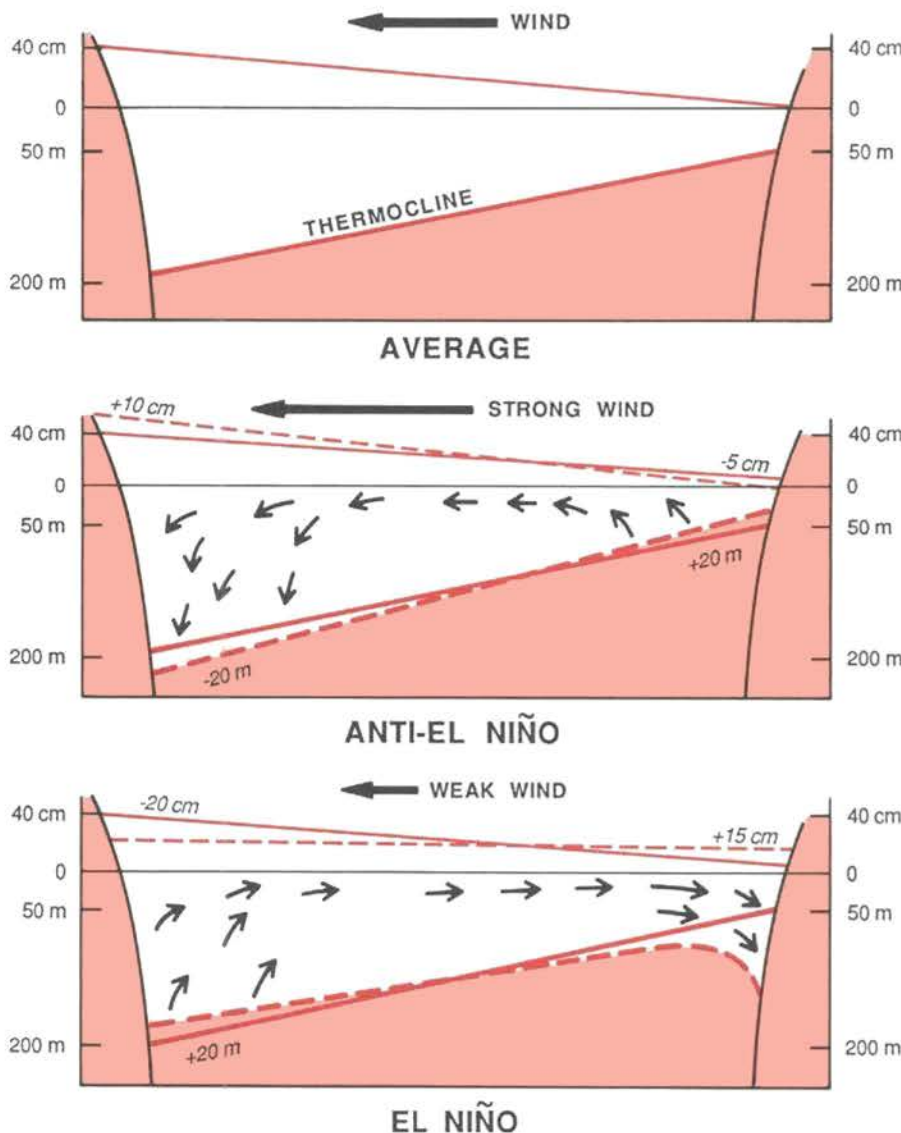 WIND
40 cm 40 cm
0 0
50 m 50 m
THERMOCLINE
200 m 200 m
AVERAGE
+10 cm STRONG WIND
40 cm 40 cm
-5 cm
0 0
50 m 50 m
+20 m
200 m 200 m
-20 m
ANTI-EL NIÑO
WEAK WIND
-20 cm
40 cm 40 cm
+15 cm
0 0
50 m 50 m
200 m 200 m
+20 m
EL NIÑO